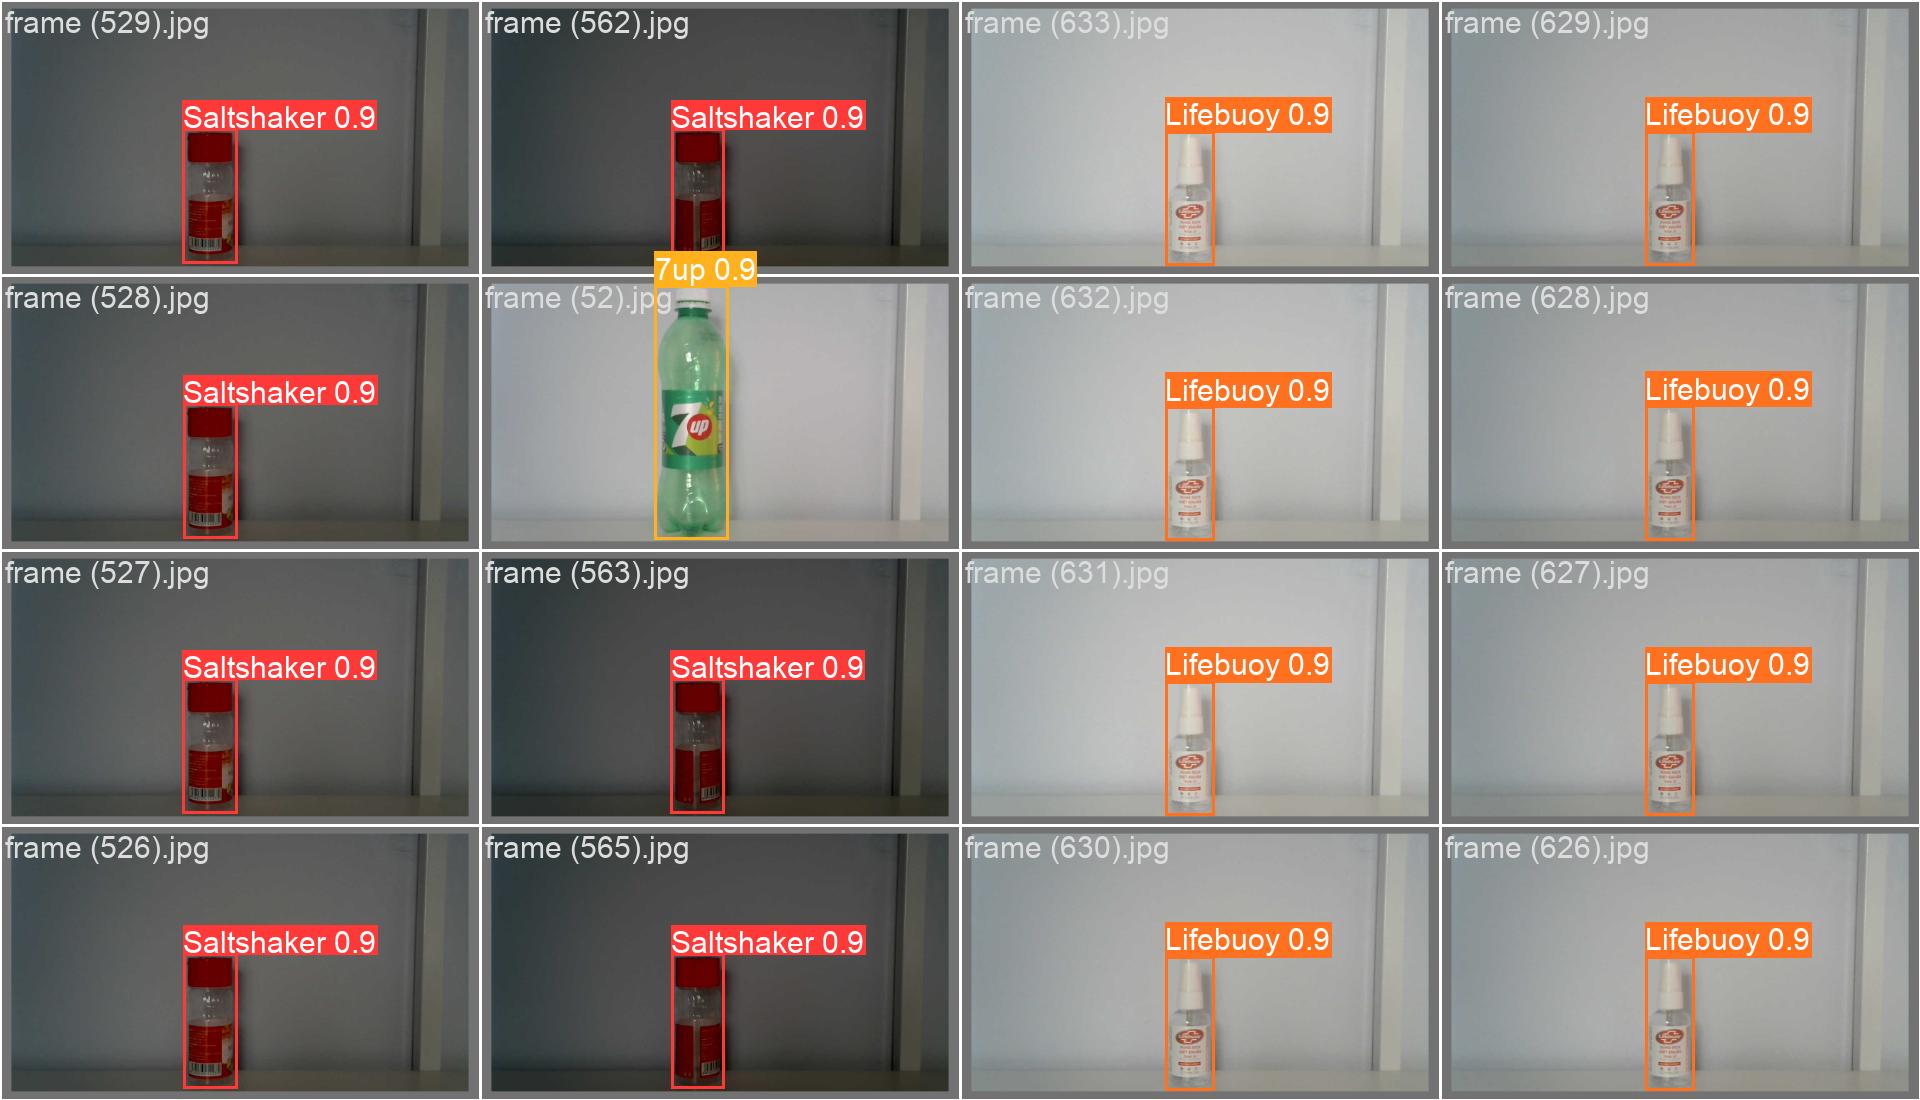 frame (529).jpg
Saltshaker 0.9
frame (562).jpg
Saltshaker 0.9
frame (633).jpg
Lifebuoy 0.9
frame (629).jpg
Lifebuoy 0.9
frame (528).jpg
Saltshaker 0.9
frame (52).jpg
7up 0.9
7up
frame (632).jpg
Lifebuoy 0.9
frame (628).jpg
Lifebuoy 0.9
frame (527).jpg
Saltshaker 0.9
frame (563).jpg
Saltshaker 0.9
frame (631).jpg
Lifebuoy 0.9
frame (627).jpg
Lifebuoy 0.9
frame (526).jpg
Saltshaker 0.9
frame (565).jpg
Saltshaker 0.9
frame (630).jpg
Lifebuoy 0.9
frame (626).jpg
Lifebuoy 0.9